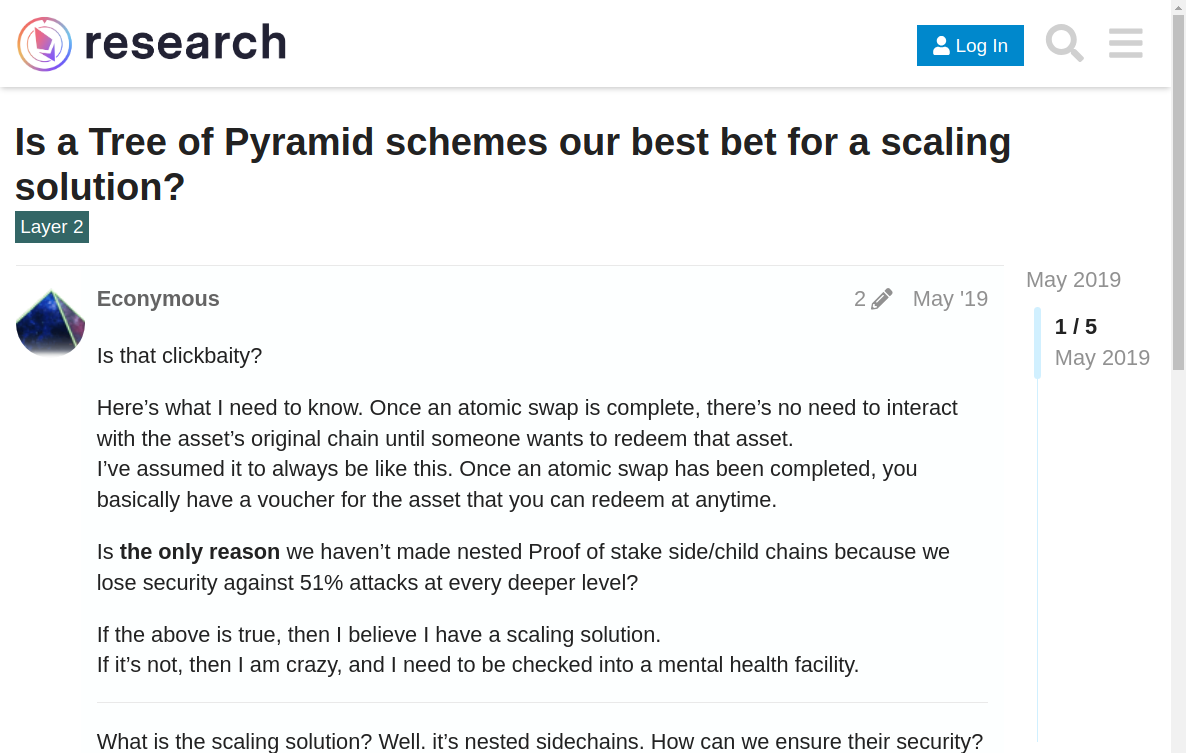 research
Log In
Is a Tree of Pyramid schemes our best bet for a scaling
solution?
Layer 2
Econymous
2
May '19
May 2019
1 / 5
May 2019
Is that clickbaity?
Here’s what I need to know. Once an atomic swap is complete, there’s no need to interact
with the asset’s original chain until someone wants to redeem that asset.
I’ve assumed it to always be like this. Once an atomic swap has been completed, you
basically have a voucher for the asset that you can redeem at anytime.
Is the only reason we haven’t made nested Proof of stake side/child chains because we
lose security against 51% attacks at every deeper level?
If the above is true, then I believe I have a scaling solution.
If it’s not, then I am crazy, and I need to be checked into a mental health facility.
What is the scaling solution? Well, it’s nested sidechains. How can we ensure their security?